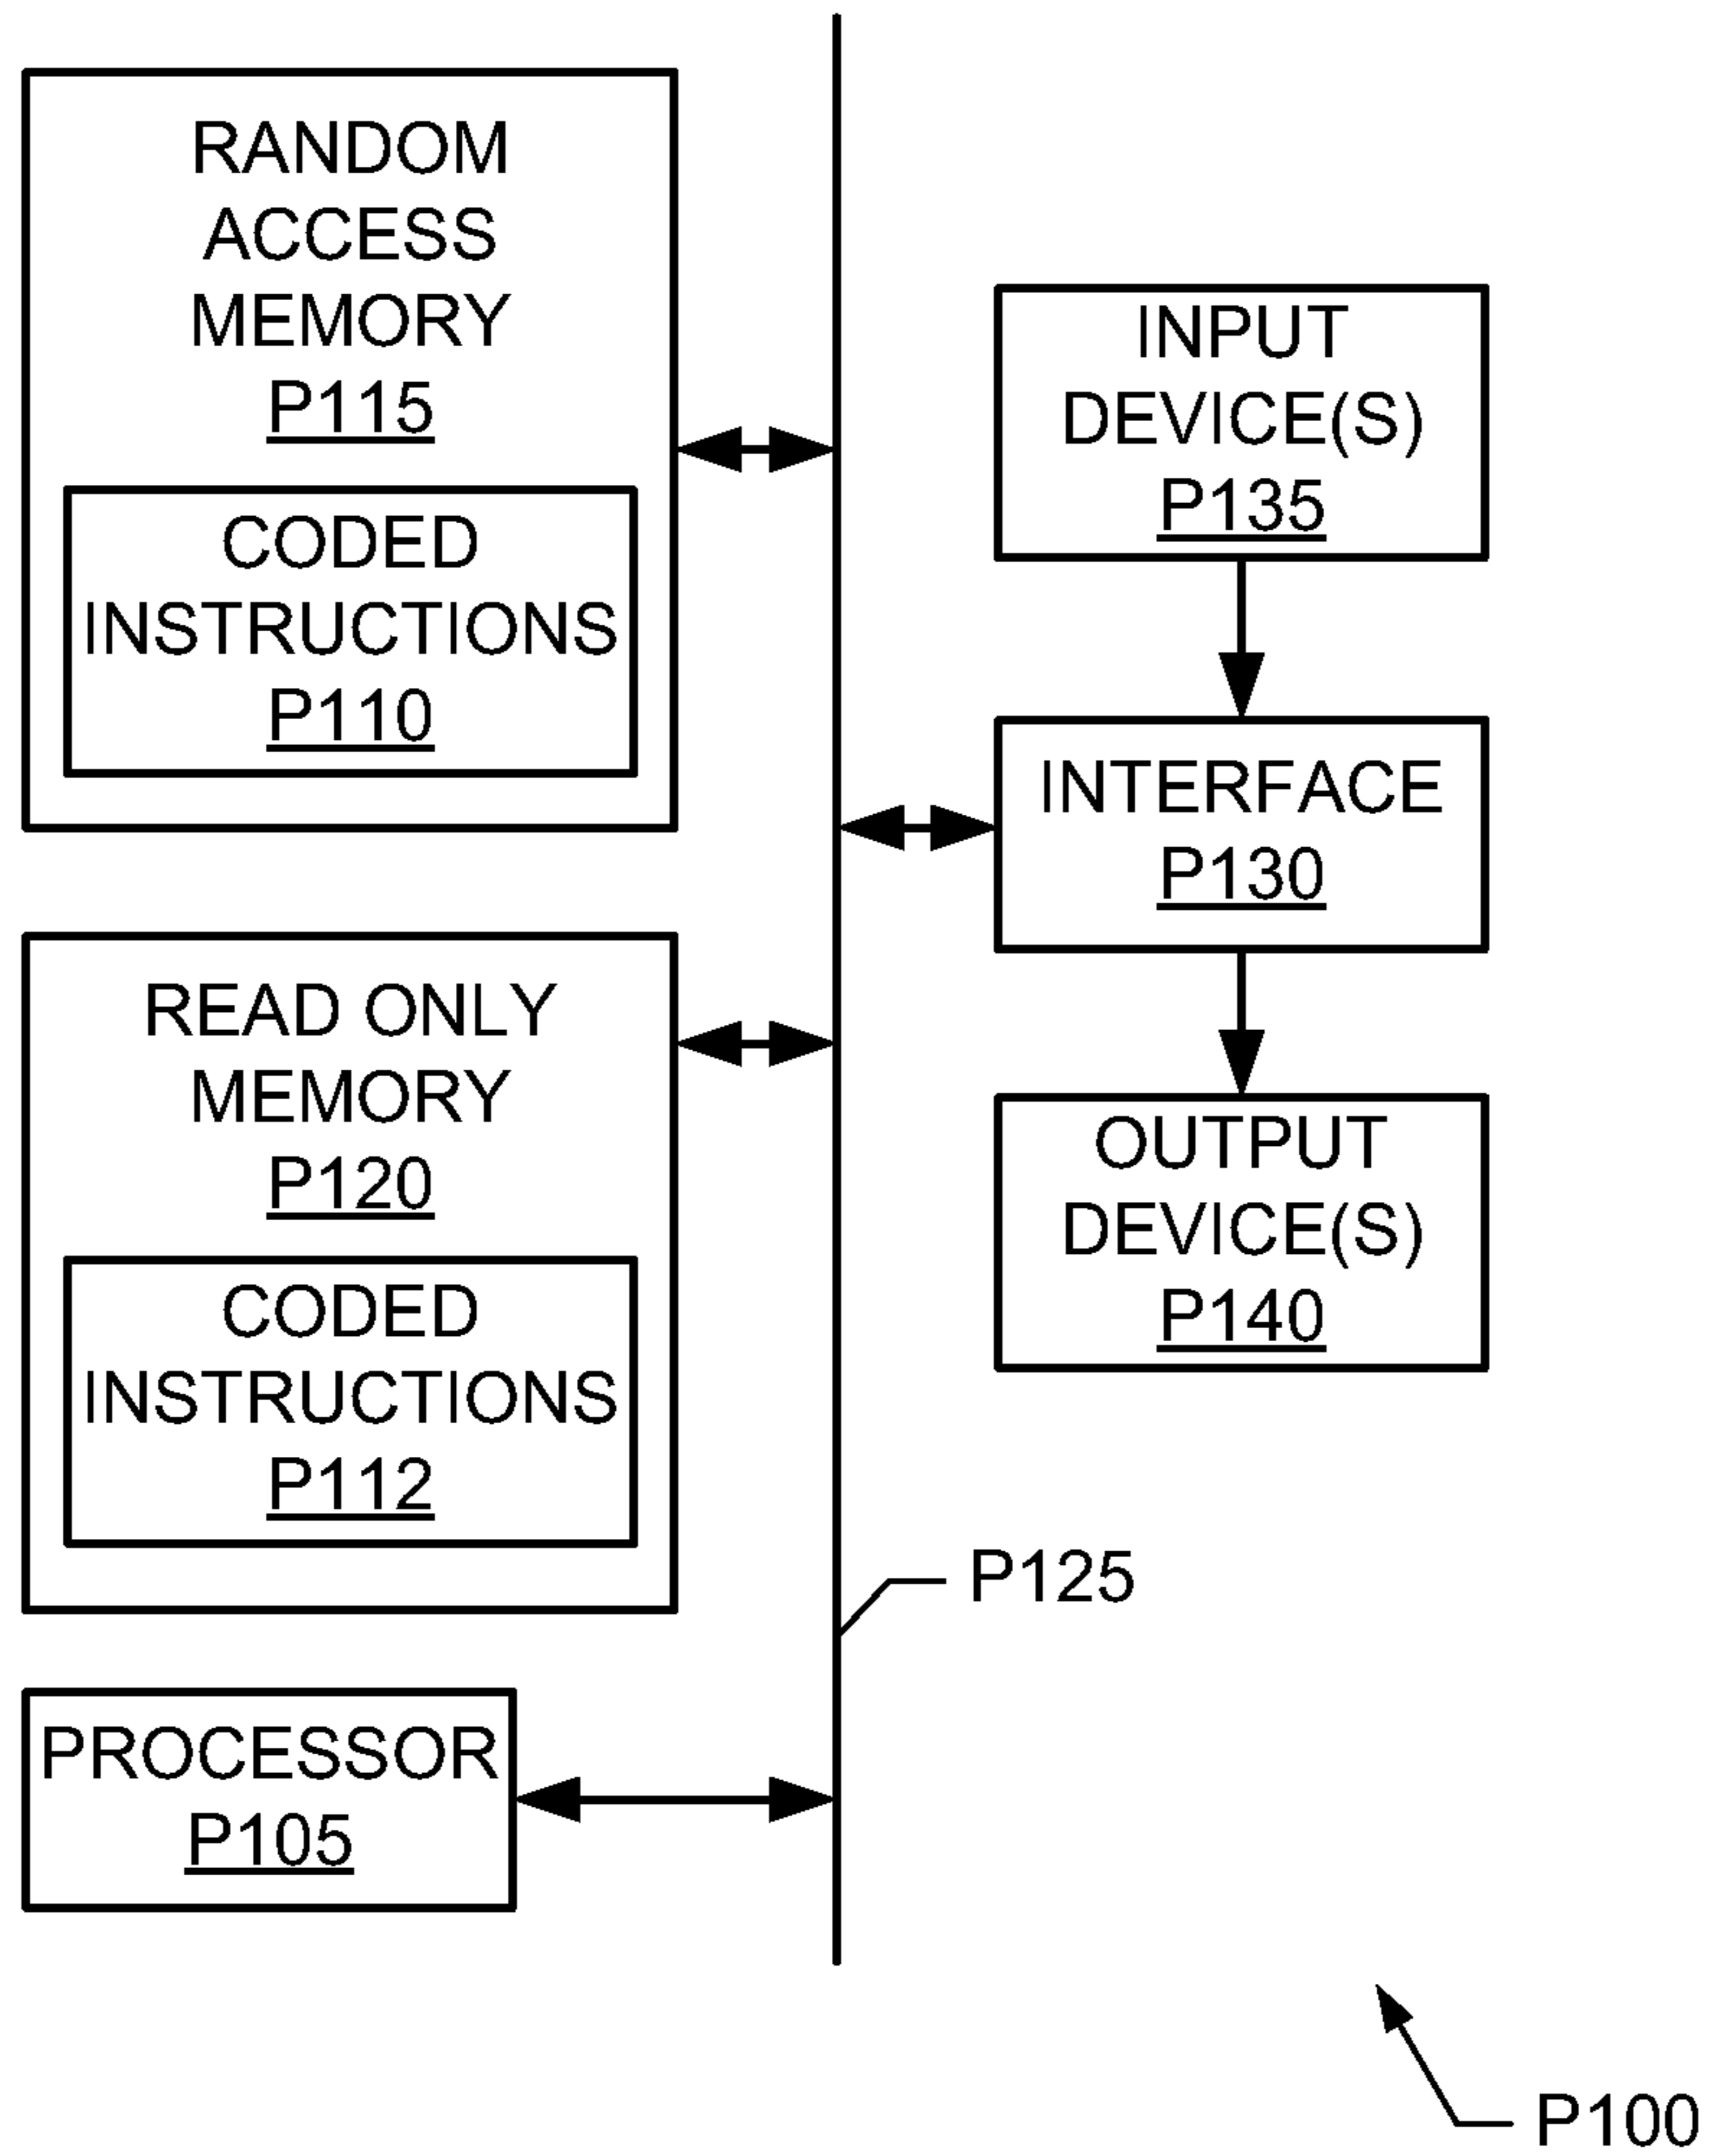 RANDOM
ACCESS
MEMORY
P115
CODED
INSTRUCTIONS
P110
READ ONLY
MEMORY
P120
CODED
INSTRUCTIONS
P112
PROCESSOR
P105
INPUT
DEVICE(S)
P135
INTERFACE
P130
OUTPUT
DEVICE(S)
P140
P125
P100